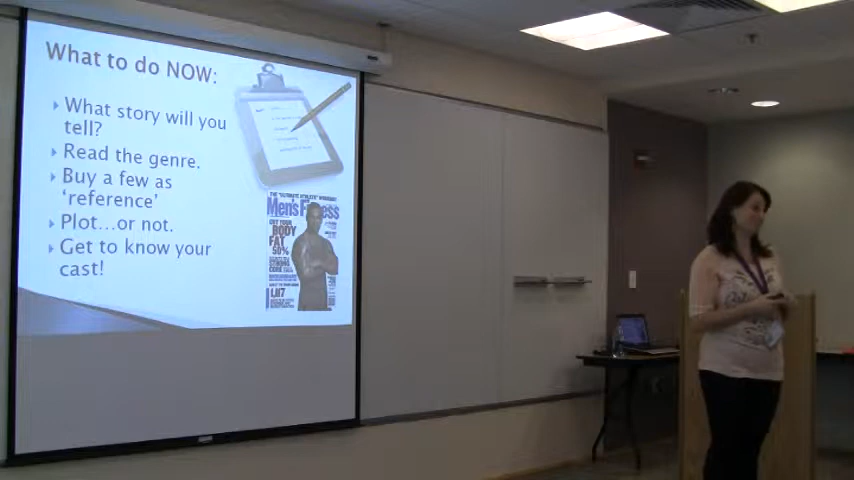 What to do NOW:
What story will you
tell?
Read the genre.
Buy a few as
'reference'
Plot...or not.
Get to know your
cast!
Men's Fitness
BODY
FAT
50%